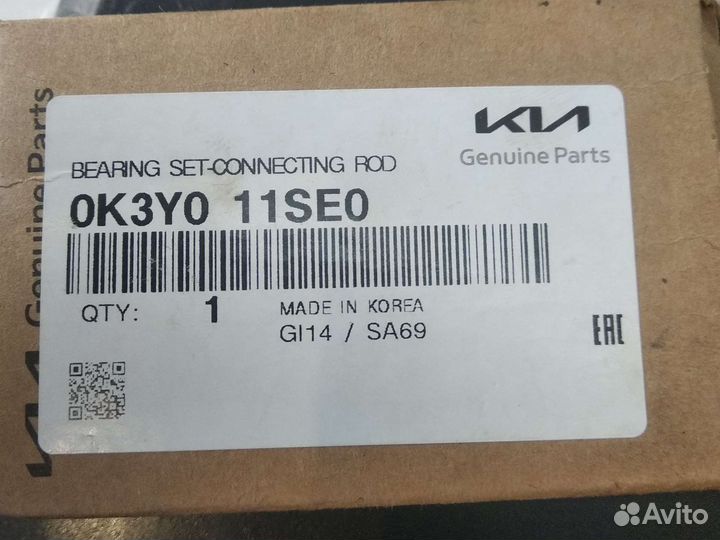 KIA Genuine Parts
KIA
Genuine Parts
BEARING SET-CONNECTING ROD
0K3Y0 11SE0
QTY: 1 MADE IN KOREA
GI14 / SA69
EAC
Avito